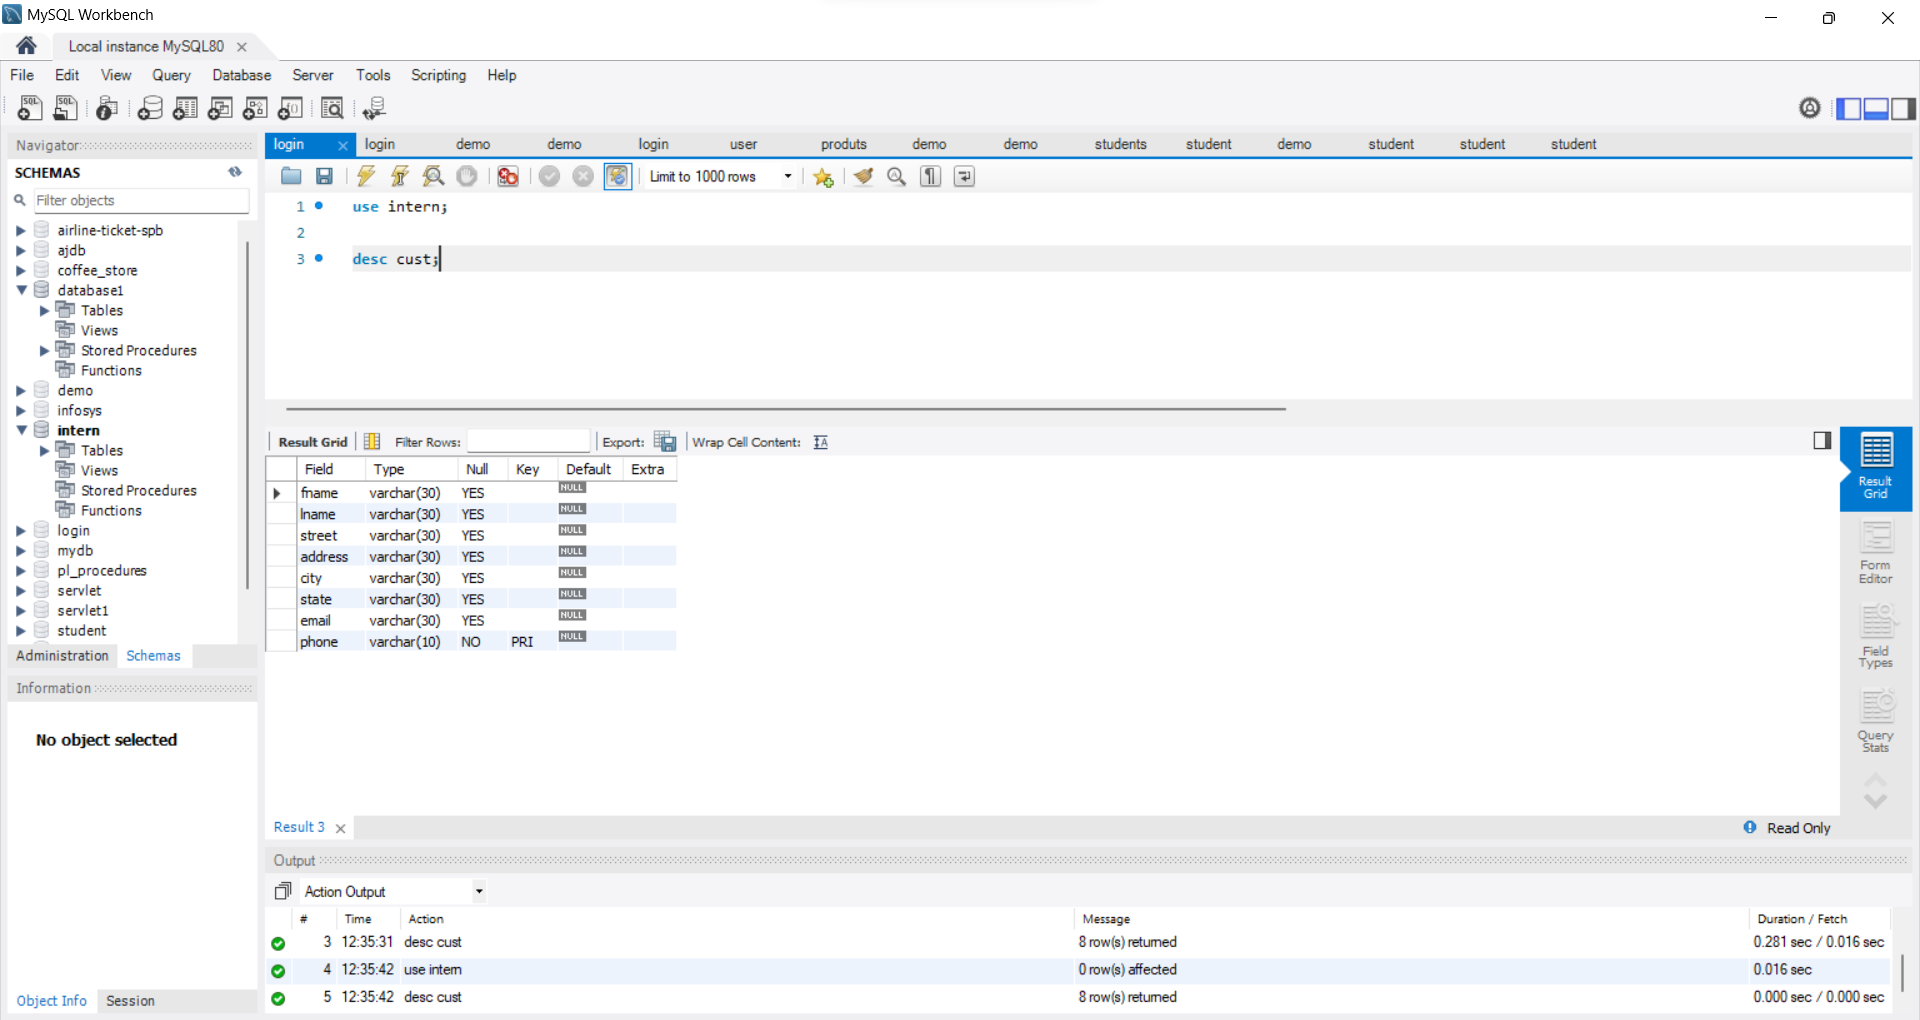 MySQL Workbench
Local instance MySQL80
File Edit View Query Database Server Tools Scripting Help
Navigator
SCHEMAS
Filter objects
airline-ticket-spb
ajdb
coffee_store
database1
Tables
Views
Stored Procedures
Functions
demo
infosys
intern
Tables
Views
Stored Procedures
Functions
login
mydb
pl_procedures
servlet
servlet1
student
Administration Schemas
Information
No object selected
Object Info Session
login login demo demo login user produts demo demo students student demo student student student
Limit to 1000 rows
1 use intern;
2
3 desc cust;
Result Grid Filter Rows: Export: Wrap Cell Content:
Field Type Null Key Default Extra
fname varchar(30) YES NULL
lname varchar(30) YES NULL
street varchar(30) YES NULL
address varchar(30) YES NULL
city varchar(30) YES NULL
state varchar(30) YES NULL
email varchar(30) YES NULL
phone varchar(10) NO PRI NULL
Result
Grid
Form
Editor
Field
Types
Query
Stats
Result 3
Read Only
Output
Action Output
# Time Action Message Duration / Fetch
3 12:35:31 desc cust 8 row(s) returned 0.281 sec / 0.016 sec
4 12:35:42 use intern 0 row(s) affected 0.016 sec
5 12:35:42 desc cust 8 row(s) returned 0.000 sec / 0.000 sec